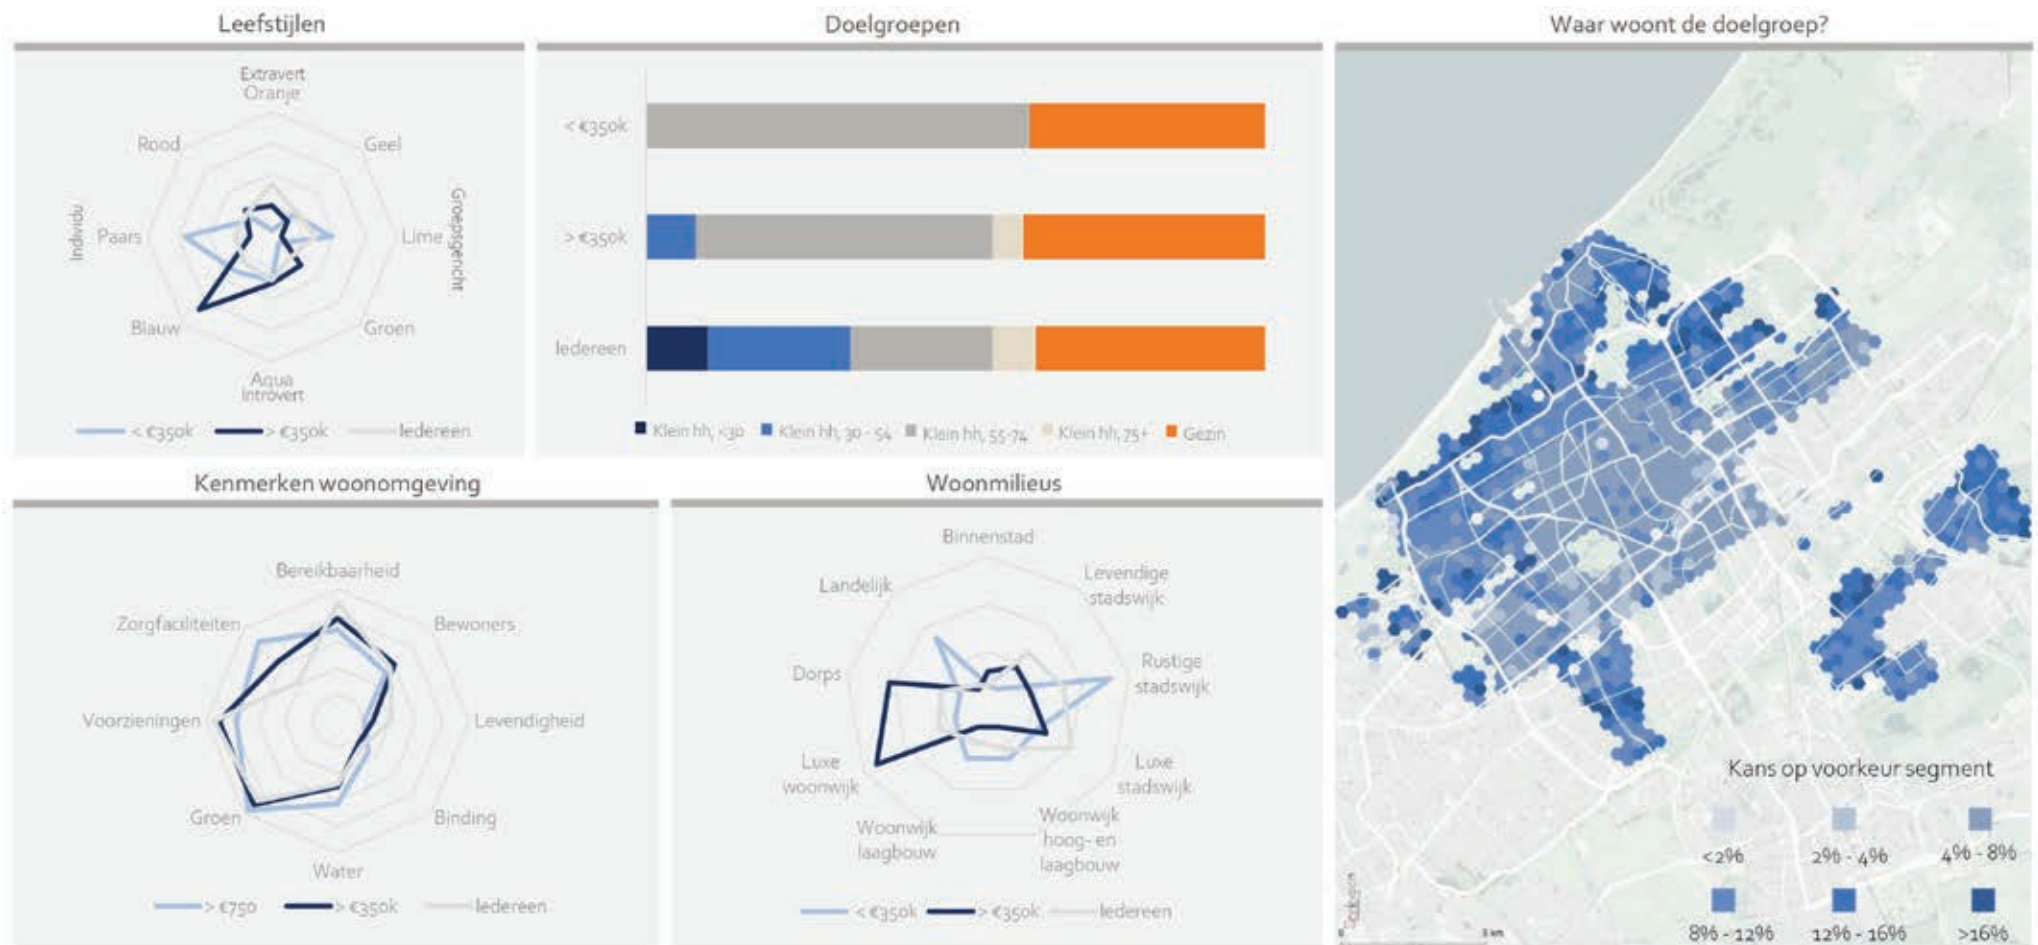 Leefstijlen
Extravert
Oranje
Rood
Geel
Individu
Paars
Lime
Groepsgericht
Blauw
Groen
Aqua
Introvert
< €350k
> €350k
Iedereen
Doelgroepen
< €350k
> €350k
Iedereen
Klein hh, <30
Klein hh, 30 - 54
Klein hh, 55-74
Klein hh, 75+
Gezin
Kenmerken woonomgeving
Bereikbaarheid
Zorgfaciliteiten
Bewoners
Voorzieningen
Levendigheid
Groen
Binding
Water
> €750
> €350k
Iedereen
Woonmilieus
Binnenstad
Landelijk
Levendige
stadswijk
Dorps
Rustige
stadswijk
Luxe
woonwijk
Luxe
stadswijk
Woonwijk
laagbouw
Woonwijk
hoog- en
laagbouw
< €350k
> €350k
Iedereen
Waar woont de doelgroep?
Kans op voorkeur segment
<2%
2% - 4%
4% - 8%
8% - 12%
12% - 16%
>16%
0